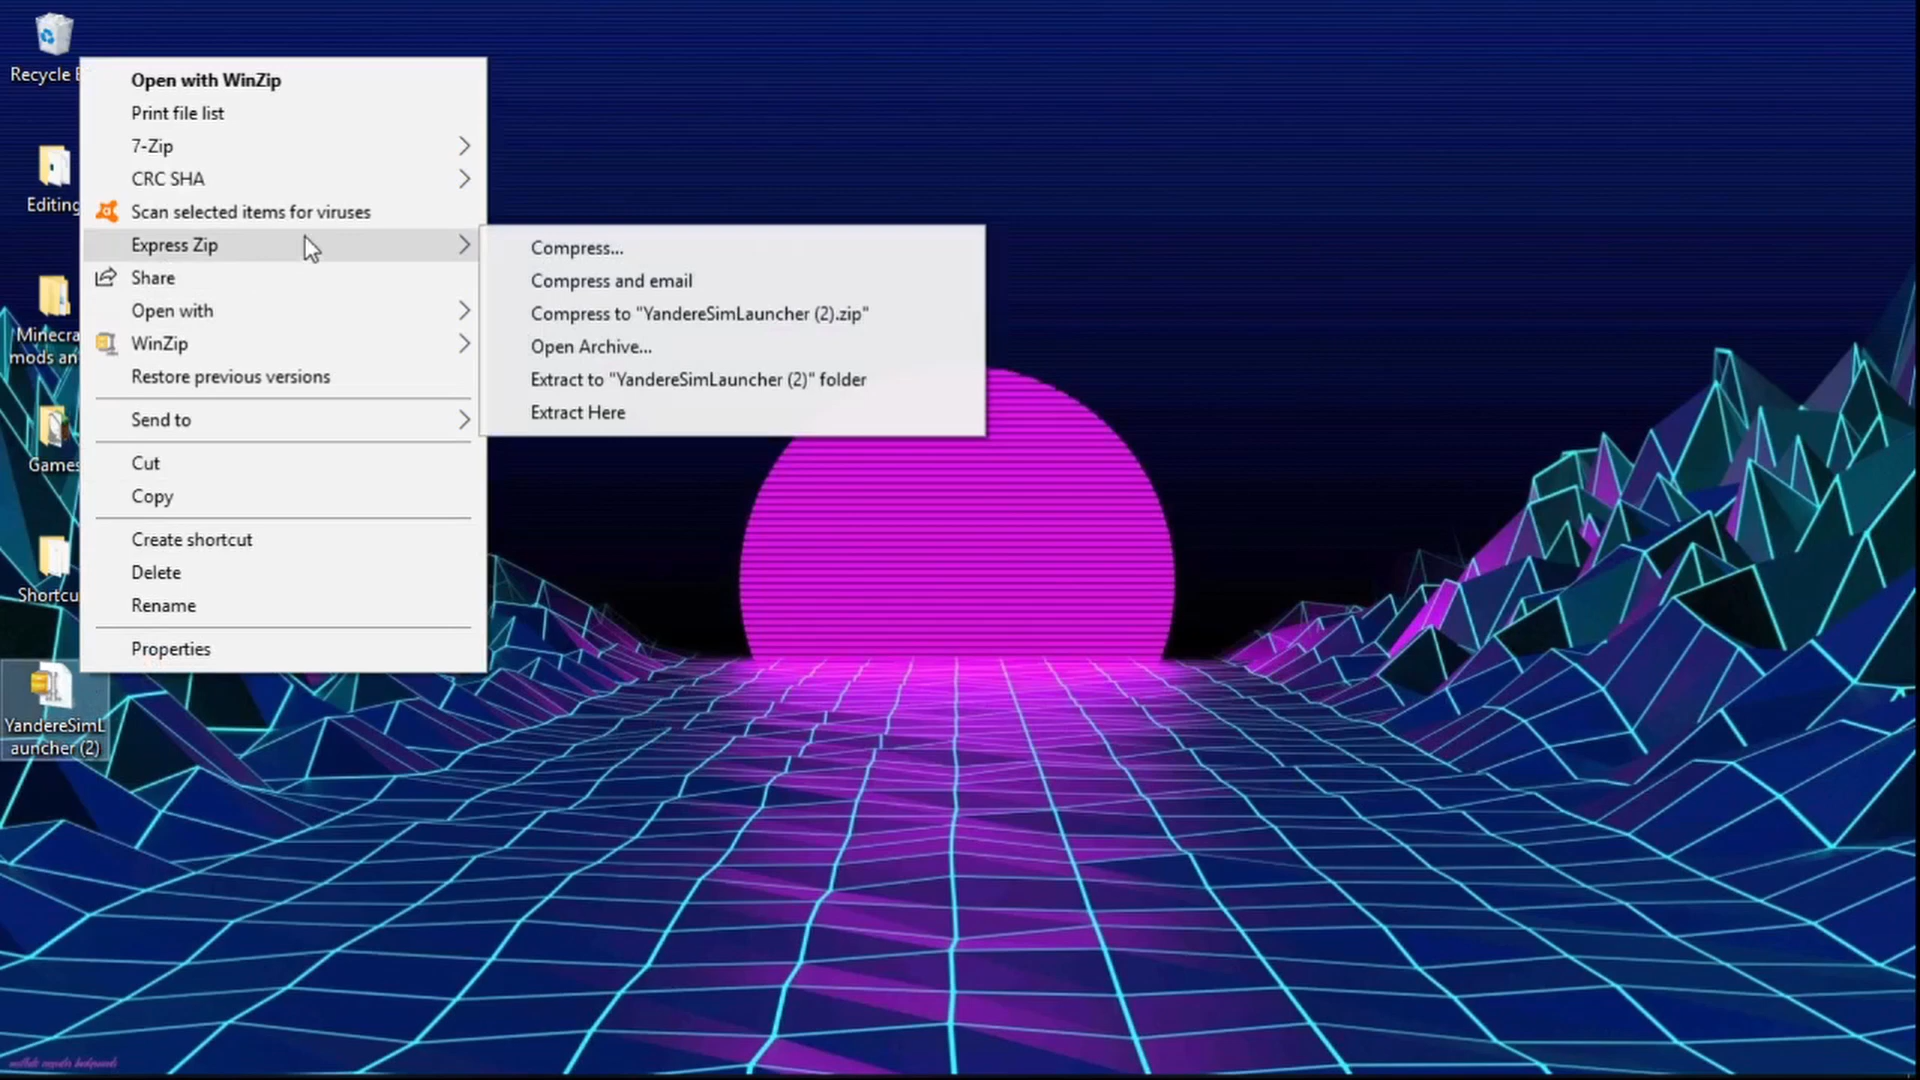 Recycle
Editing
Minecra
mods an
Games
Shortcu
YandereSimL
auncher (2)
Open with WinZip
Print file list
7-Zip
CRC SHA
Scan selected items for viruses
Express Zip
Share
Open with
WinZip
Restore previous versions
Send to
Cut
Copy
Create shortcut
Delete
Rename
Properties
Compress...
Compress and email
Compress to "YandereSimLauncher (2).zip"
Open Archive...
Extract to "YandereSimLauncher (2)" folder
Extract Here